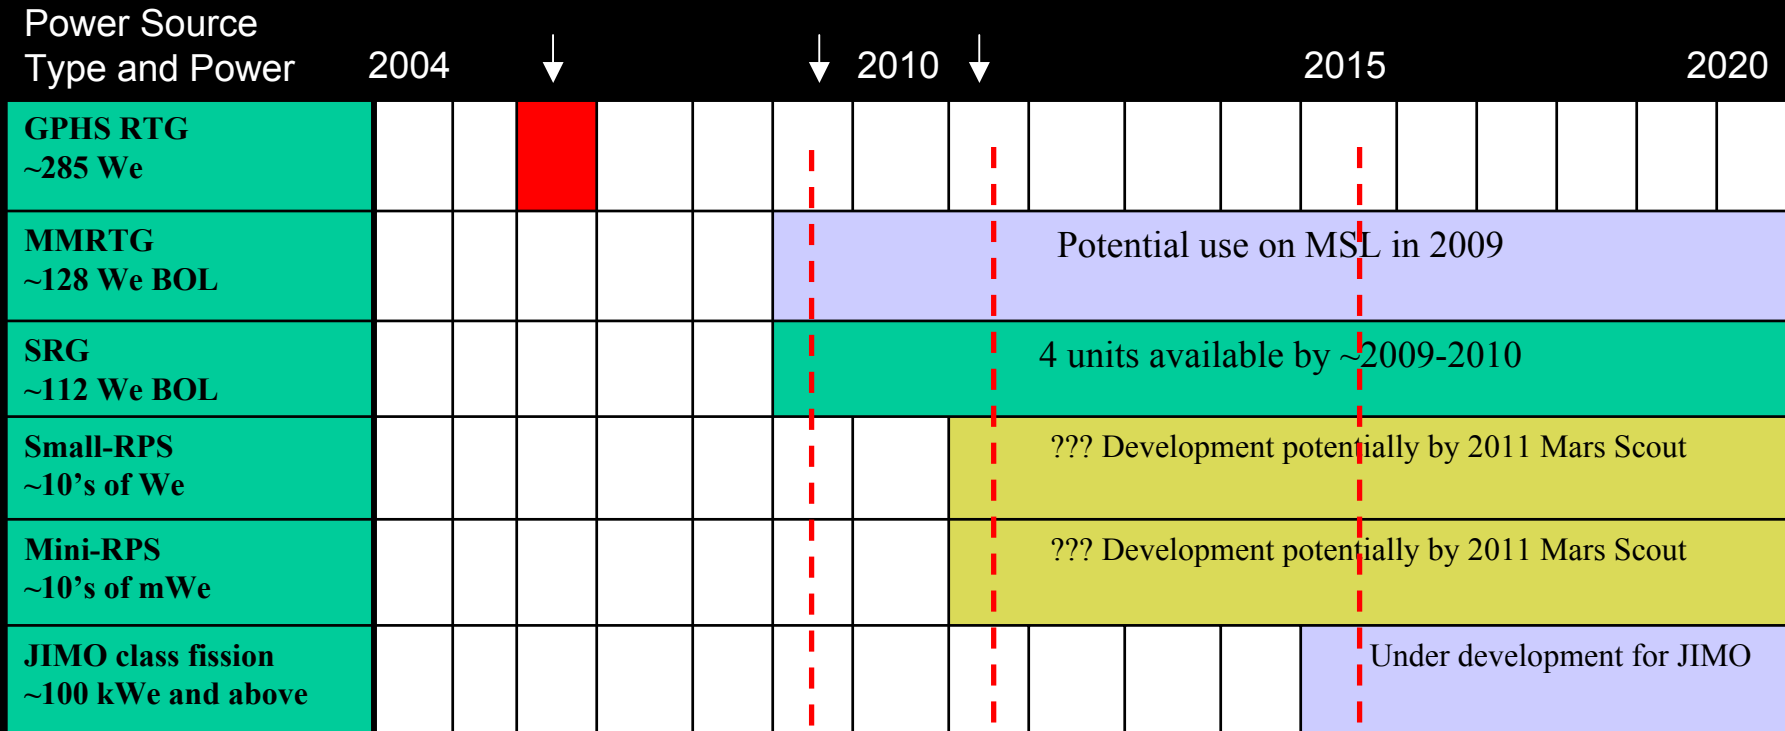 Power Source
Type and Power
2004 2010 2015 2020
GPHS RTG
~285 We
MMRTG
~128 We BOL
Potential use on MSL in 2009
SRG
~112 We BOL
4 units available by ~2009-2010
Small-RPS
~10’s of We
??? Development potentially by 2011 Mars Scout
Mini-RPS
~10’s of mWe
??? Development potentially by 2011 Mars Scout
JIMO class fission
~100 kWe and above
Under development for JIMO